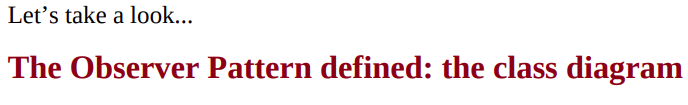 Let’s take a look...
The Observer Pattern defined: the class diagram